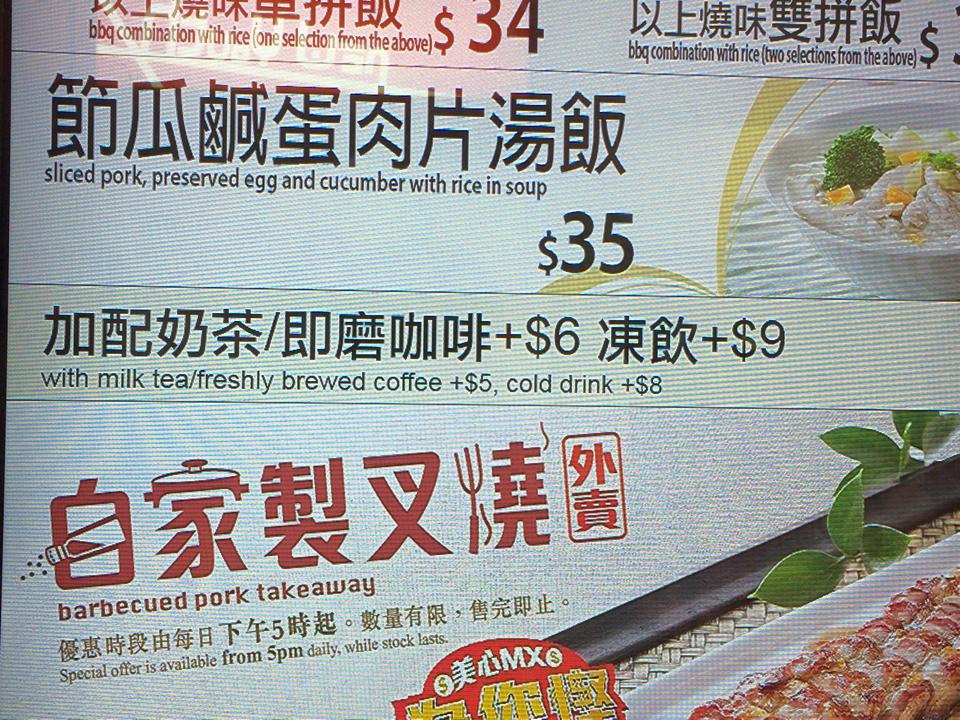 以上燒味單拼飯 $34
bbq combination with rice (one selection from the above)
以上燒味雙拼飯 $
bbq combination with rice (two selections from the above)
節瓜鹹蛋肉片湯飯
sliced pork, preserved egg and cucumber with rice in soup
$35
加配奶茶/即磨咖啡+$6 凍飲+$9
with milk tea/freshly brewed coffee +$5, cold drink +$8
自家製叉燒 外賣
barbecued pork takeaway
優惠時段由每日下午5時起。數量有限，售完即止。
Special offer is available from 5pm daily, while stock lasts.
$美心MX$
為你慳